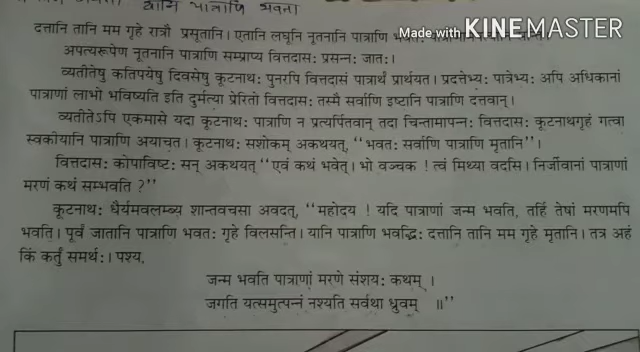 यानि पात्राणि भवता
Made with KINEMASTER
दत्तानि तानि मम गृहे रात्रौ प्रसूतानि। एतानि लघूनि नूतनानि पात्राणि
अपत्यरूपेण नूतनानि पात्राणि सम्प्राप्य वित्तदासः प्रसन्नः जातः।
व्यतीतेषु कतिपयेषु दिवसेषु कूटनाथः पुनरपि वित्तदासं पात्रार्थं प्रार्थयत। प्रदत्तेभ्यः पात्रेभ्यः अपि अधिकानां
पात्राणां लाभो भविष्यति इति दुर्मत्या प्रेरितो वित्तदासः तस्मै सर्वाणि इष्टानि पात्राणि दत्तवान्।
व्यतीतेऽपि एकमासे यदा कूटनाथः पात्राणि न प्रत्यर्पितवान् तदा चिन्तामापन्नः वित्तदासः कूटनाथगृहं गत्वा
स्वकीयानि पात्राणि अयाचत। कूटनाथः सशोकम् अकथयत्, “भवतः सर्वाणि पात्राणि मृतानि”।
वित्तदासः कोपाविष्टः सन् अकथयत् “एवं कथं भवेत्। भो वञ्चक ! त्वं मिथ्या वदसि। निर्जीवानां पात्राणां
मरणं कथं सम्भवति ?”
कूटनाथः धैर्यमवलम्ब्य शान्तवचसा अवदत्, “महोदय ! यदि पात्राणां जन्म भवति, तर्हि तेषां मरणमपि
भवति। पूर्वं जातानि पात्राणि भवतः गृहे विलसन्ति। यानि पात्राणि भवद्भिः दत्तानि तानि मम गृहे मृतानि। तत्र अहं
किं कर्तुं समर्थः। पश्य,
जन्म भवति पात्राणां मरणे संशयः कथम् ।
जगति यत्समुत्पन्नं नश्यति सर्वथा ध्रुवम् ॥”